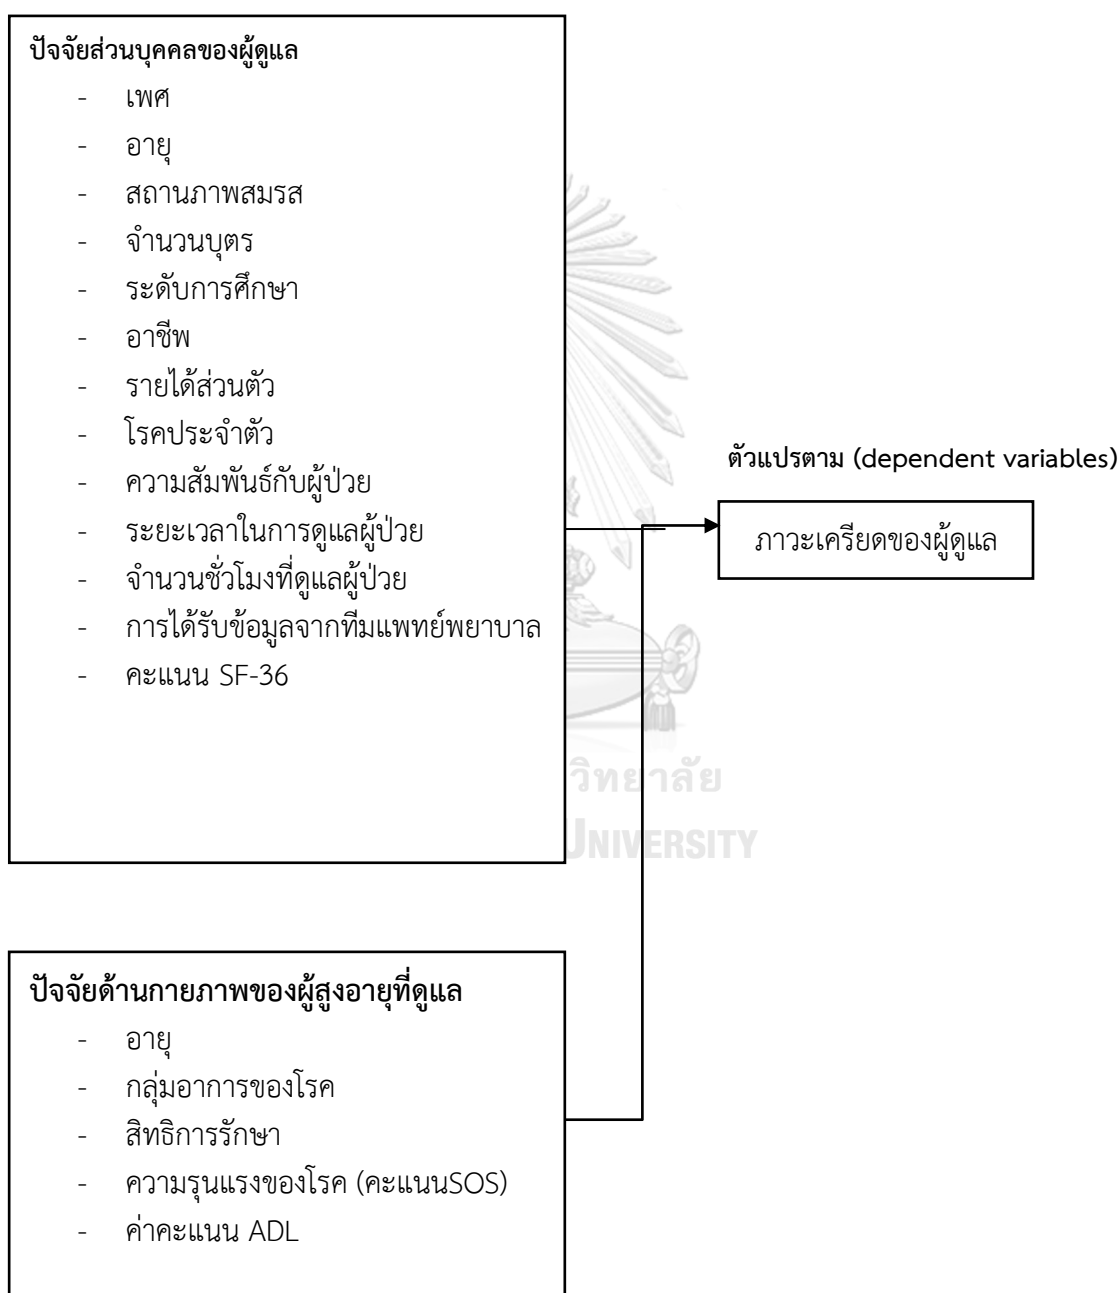 ปัจจัยส่วนบุคคลของผู้ดูแล
- เพศ
- อายุ
- สถานภาพสมรส
- จำนวนบุตร
- ระดับการศึกษา
- อาชีพ
- รายได้ส่วนตัว
- โรคประจำตัว
- ความสัมพันธ์กับผู้ป่วย
- ระยะเวลาในการดูแลผู้ป่วย
- จำนวนชั่วโมงที่ดูแลผู้ป่วย
- การได้รับข้อมูลจากทีมแพทย์พยาบาล
- คะแนน SF-36
ตัวแปรตาม (dependent variables)
ภาวะเครียดของผู้ดูแล
วิทยาลัย
UNIVERSITY
ปัจจัยด้านกายภาพของผู้สูงอายุที่ดูแล
- อายุ
- กลุ่มอาการของโรค
- สิทธิการรักษา
- ความรุนแรงของโรค (คะแนนSOS)
- ค่าคะแนน ADL